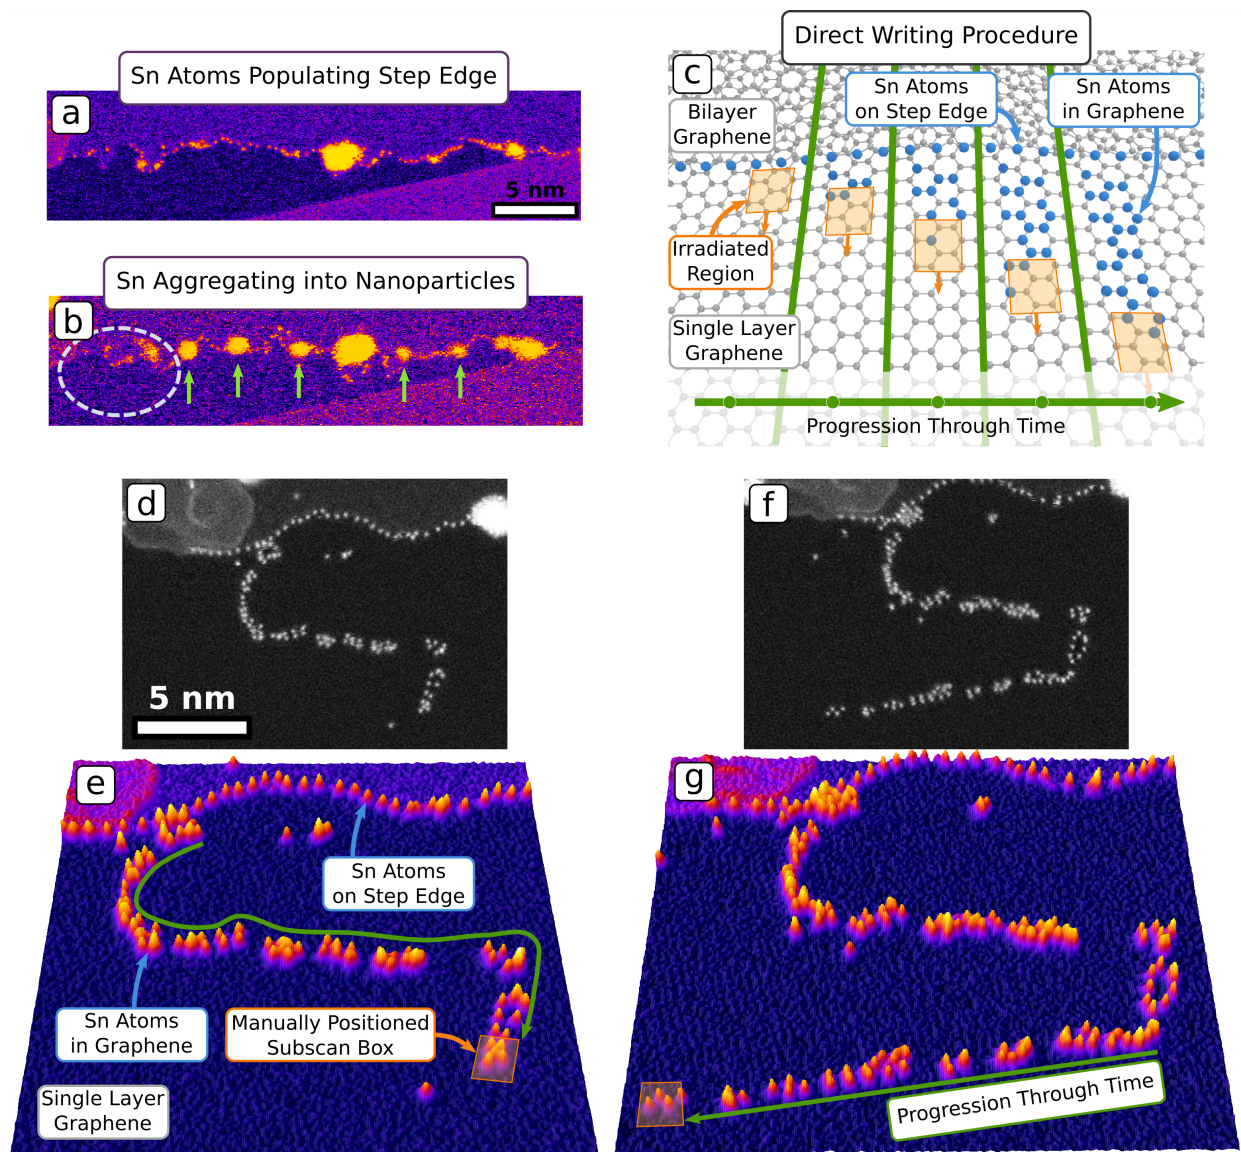 Sn Atoms Populating Step Edge
a
5 nm
Sn Aggregating into Nanoparticles
b
Direct Writing Procedure
c
Bilayer
Graphene
Sn Atoms
on Step Edge
Sn Atoms
in Graphene
Irradiated
Region
Single Layer
Graphene
Progression Through Time
d
5 nm
f
e
Sn Atoms
on Step Edge
Sn Atoms
in Graphene
Manually Positioned
Subscan Box
Single Layer
Graphene
g
Progression Through Time